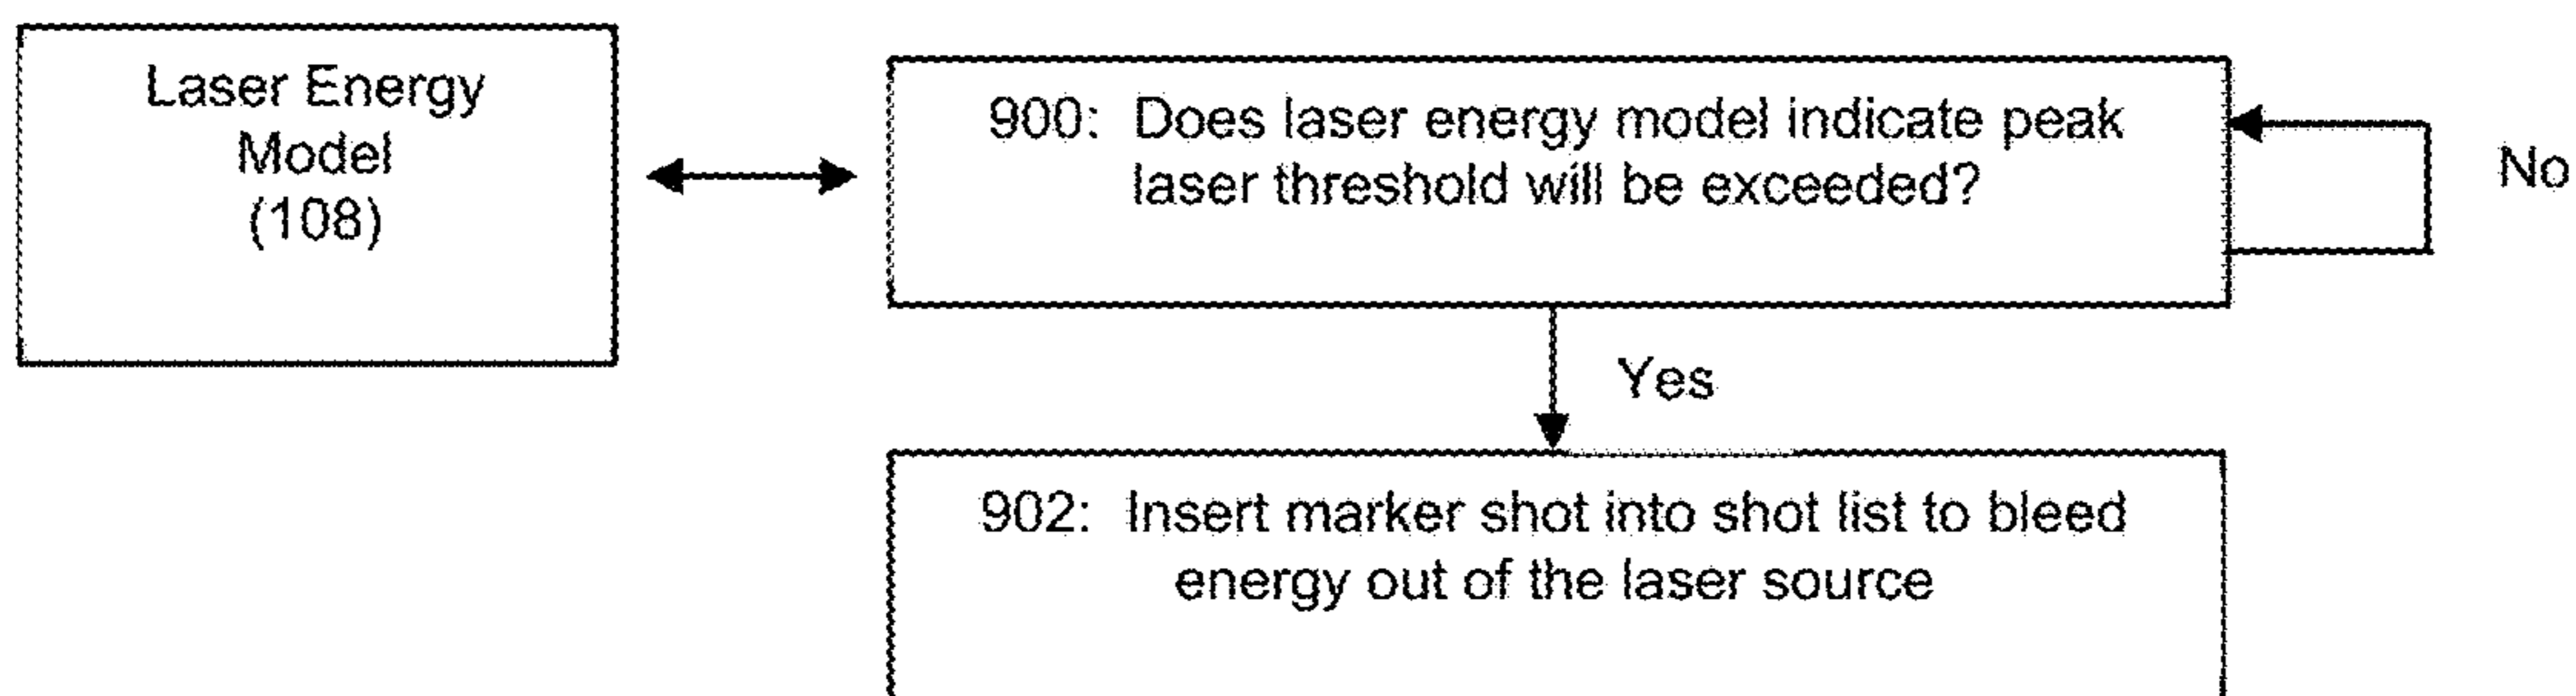 Laser Energy
Model
(108)
900: Does laser energy model indicate peak
laser threshold will be exceeded?
No
Yes
902: Insert marker shot into shot list to bleed
energy out of the laser source